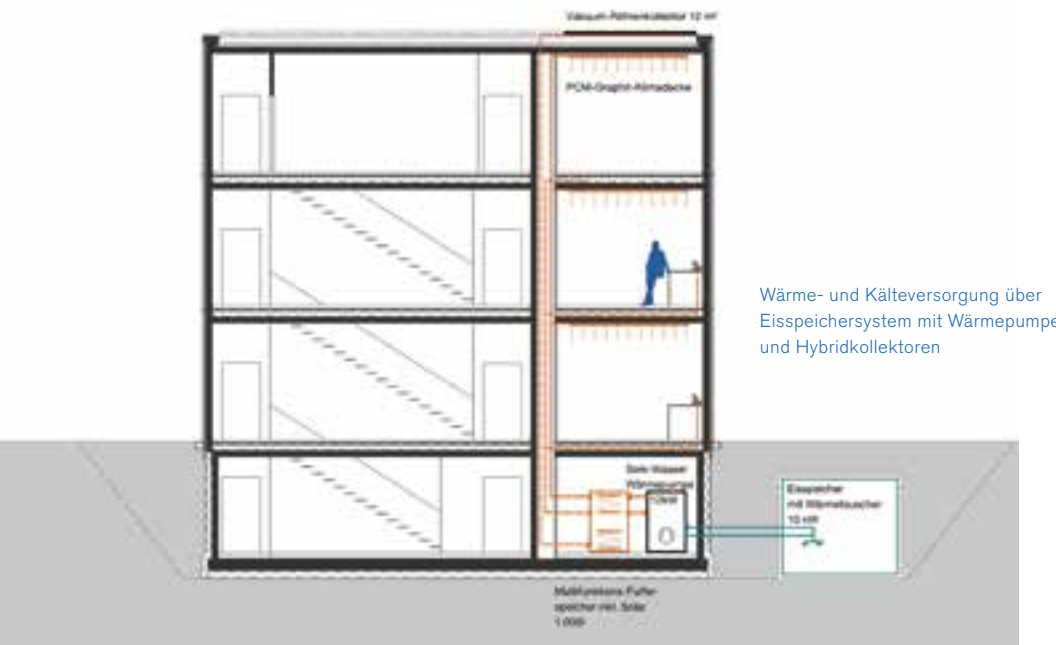 Vakuum-Röhrenkollektor 12 m²
PCM-Graphit-Klimadecke
Wärme- und Kälteversorgung über
Eisspeichersystem mit Wärmepumpe
und Hybridkollektoren
Sole-Wasser
Wärmepumpe
Eisspeicher
mit Wärmetauscher
Multifunktions-Puffer-
speicher inkl. Solar